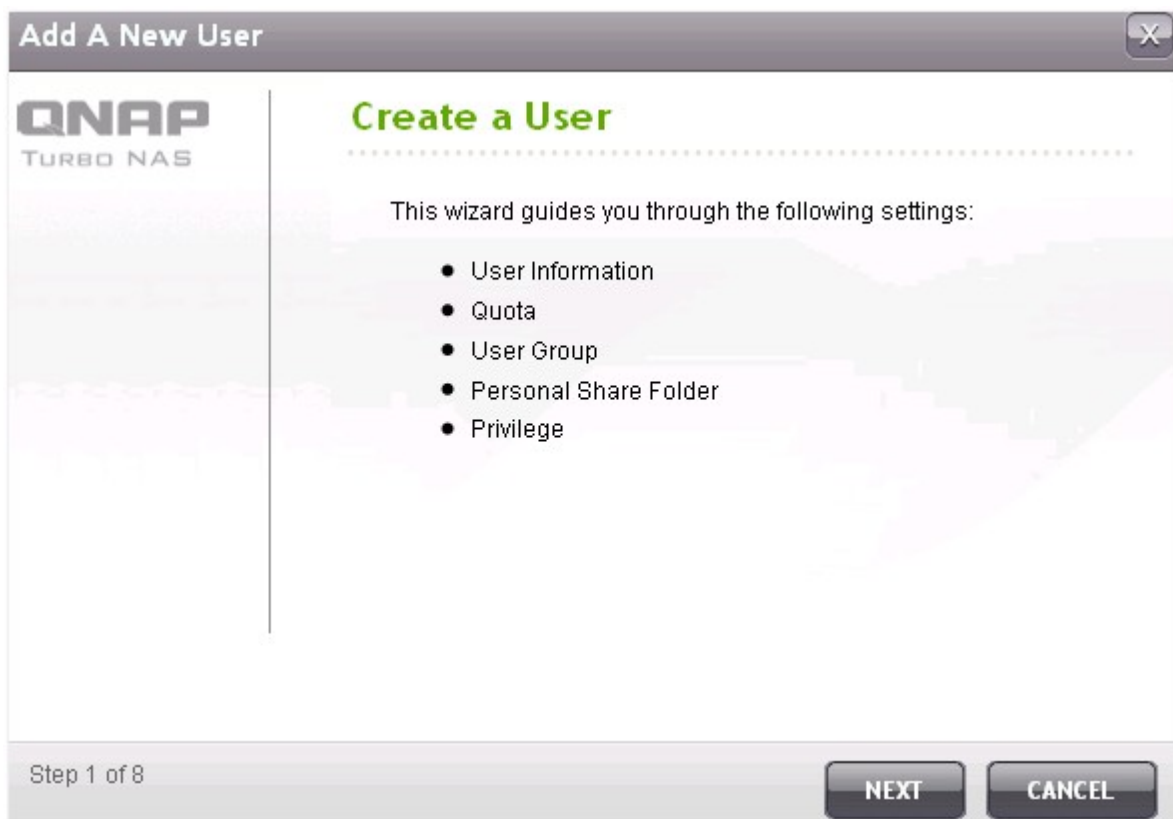 Add A New User
X
QNAP
TURBO NAS
Create a User
This wizard guides you through the following settings:
User Information
Quota
User Group
Personal Share Folder
Privilege
Step 1 of 8
NEXT
CANCEL